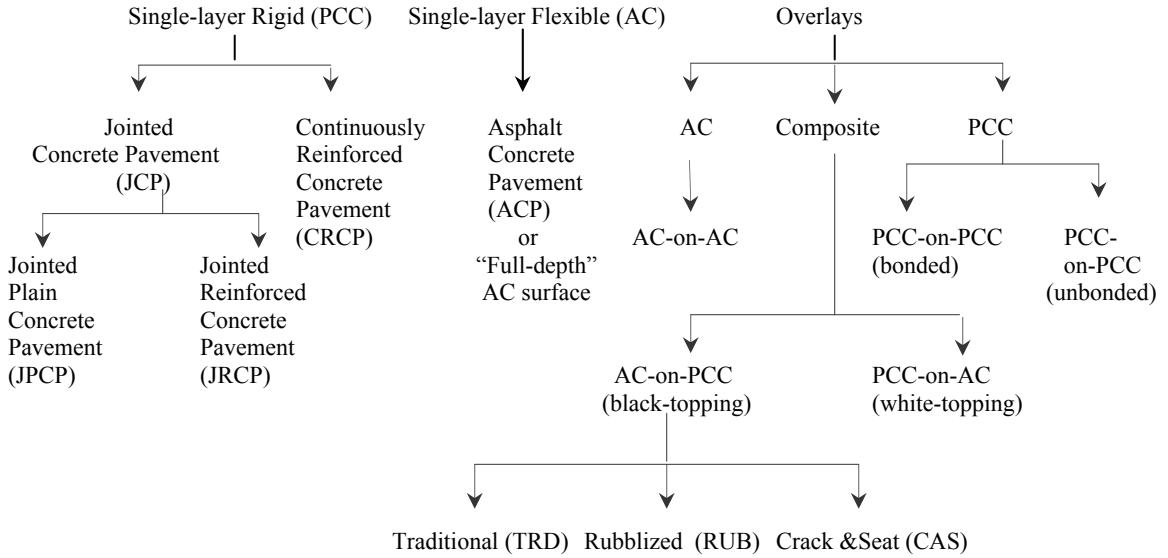 Single-layer Rigid (PCC)
Single-layer Flexible (AC)
Overlays
Jointed
Concrete Pavement
(JCP)
Continuously
Reinforced
Concrete
Pavement
(CRCP)
Asphalt
Concrete
Pavement
(ACP)
or
“Full-depth”
AC surface
AC
Composite
PCC
AC-on-AC
PCC-on-PCC
(bonded)
PCC-
on-PCC
(unbonded)
Jointed
Plain
Concrete
Pavement
(JPCP)
Jointed
Reinforced
Concrete
Pavement
(JRCP)
AC-on-PCC
(black-topping)
PCC-on-AC
(white-topping)
Traditional (TRD)
Rubblized (RUB)
Crack &Seat (CAS)